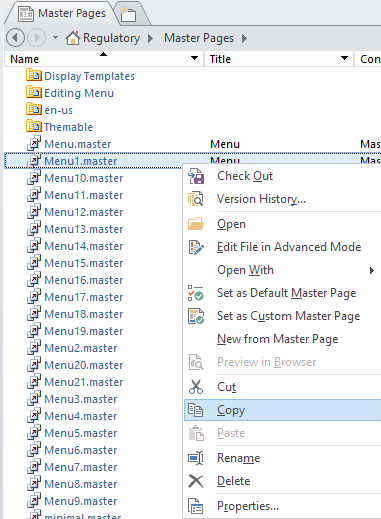 Master Pages
Regulatory Master Pages
Name Title Con
Display Templates
Editing Menu
en-us
Themable
Menu.master Menu Mas
Menu1.master Menu Mas
Menu10.master
Menu11.master
Menu12.master
Menu13.master
Menu14.master
Menu15.master
Menu16.master
Menu17.master
Menu18.master
Menu19.master
Menu2.master
Menu20.master
Menu21.master
Menu3.master
Menu4.master
Menu5.master
Menu6.master
Menu7.master
Menu8.master
Menu9.master
minimal.master
Check Out
Version History...
Open
Edit File in Advanced Mode
Open With
Set as Default Master Page
Set as Custom Master Page
New from Master Page
Preview in Browser
Cut
Copy
Paste
Rename
Delete
Properties...